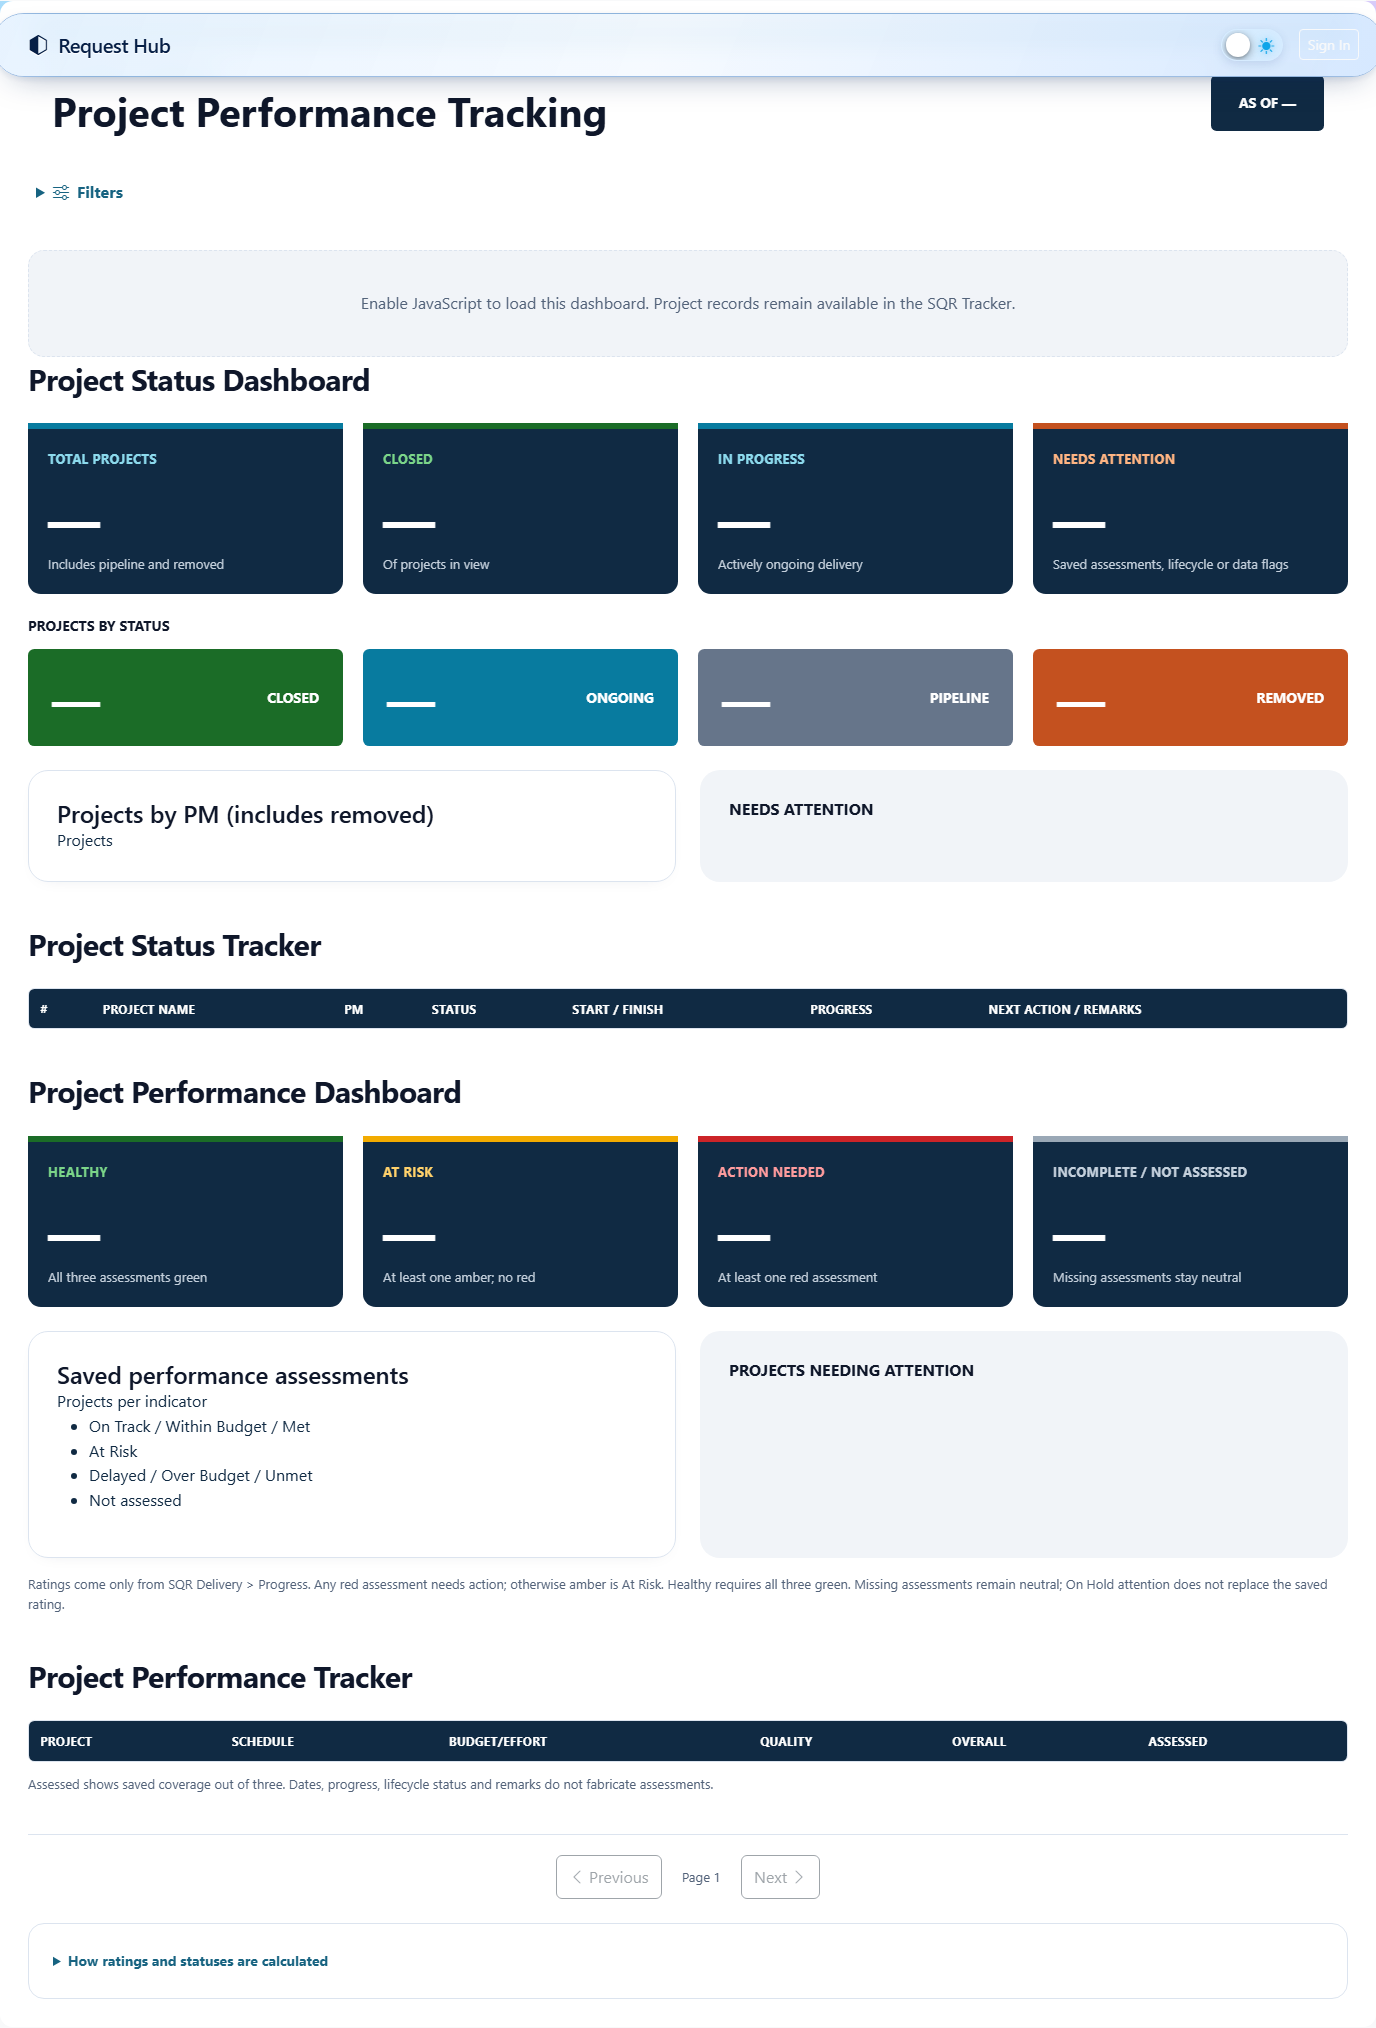 Request Hub
Sign In
Project Performance Tracking
AS OF —
Filters
Enable JavaScript to load this dashboard. Project records remain available in the SQR Tracker.
Project Status Dashboard
TOTAL PROJECTS
—
Includes pipeline and removed
CLOSED
—
Of projects in view
IN PROGRESS
—
Actively ongoing delivery
NEEDS ATTENTION
—
Saved assessments, lifecycle or data flags
PROJECTS BY STATUS
— CLOSED
— ONGOING
— PIPELINE
— REMOVED
Projects by PM (includes removed)
Projects
NEEDS ATTENTION
Project Status Tracker
# PROJECT NAME PM STATUS START / FINISH PROGRESS NEXT ACTION / REMARKS
Project Performance Dashboard
HEALTHY
—
All three assessments green
AT RISK
—
At least one amber; no red
ACTION NEEDED
—
At least one red assessment
INCOMPLETE / NOT ASSESSED
—
Missing assessments stay neutral
Saved performance assessments
Projects per indicator
• On Track / Within Budget / Met
• At Risk
• Delayed / Over Budget / Unmet
• Not assessed
PROJECTS NEEDING ATTENTION
Ratings come only from SQR Delivery > Progress. Any red assessment needs action; otherwise amber is At Risk. Healthy requires all three green. Missing assessments remain neutral; On Hold attention does not replace the saved
rating.
Project Performance Tracker
PROJECT SCHEDULE BUDGET/EFFORT QUALITY OVERALL ASSESSED
Assessed shows saved coverage out of three. Dates, progress, lifecycle status and remarks do not fabricate assessments.
Previous Page 1 Next
How ratings and statuses are calculated